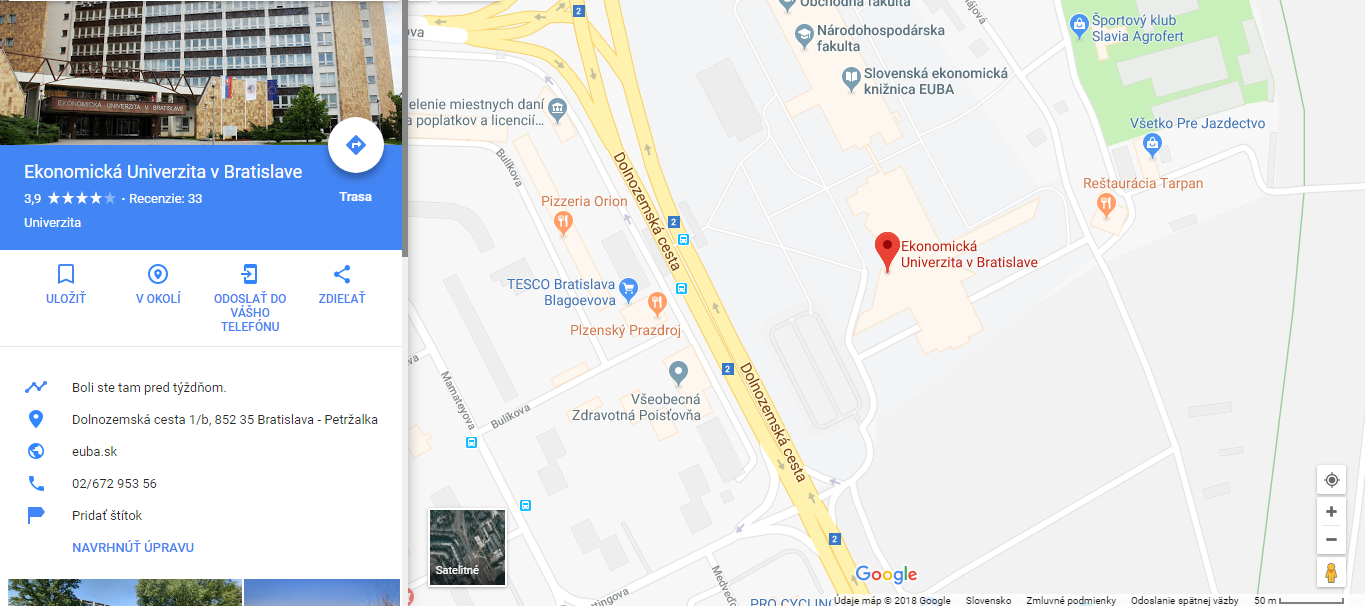 EKONOMICKÁ UNIVERZITA V BRATISLAVE
Ekonomická Univerzita v Bratislave
3,9 ★★★★★ · Recenzie: 33
Univerzita
Trasa
ULOŽIŤ
V OKOLÍ
ODOSLAŤ DO
VÁŠHO
TELEFÓNU
ZDIEĽAŤ
Boli ste tam pred týždňom.
Dolnozemská cesta 1/b, 852 35 Bratislava - Petržalka
euba.sk
02/672 953 56
Pridať štítok
NAVRHNÚŤ ÚPRAVU
2
Obchodná fakulta
Národohospodárska
fakulta
Slovenská ekonomická
knižnica EUBA
Športový klub
Slavia Agrofert
elenie miestnych daní
a poplatkov a licencií...
Všetko Pre Jazdectvo
Bulíkova
Dolnozemská cesta
Reštaurácia Tarpan
Pizzeria Orion
2
Ekonomická
Univerzita v Bratislave
TESCO Bratislava
Blagoevova
Plzenský Prazdroj
2
Mamateyova
Bulíkova
Všeobecná
Zdravotná Poisťovňa
Dolnozemská cesta
2
Satelitné
Google
PRO CYCLING
Údaje máp © 2018 Google
Slovensko
Zmluvné podmienky
Odoslanie spätnej väzby
50 m